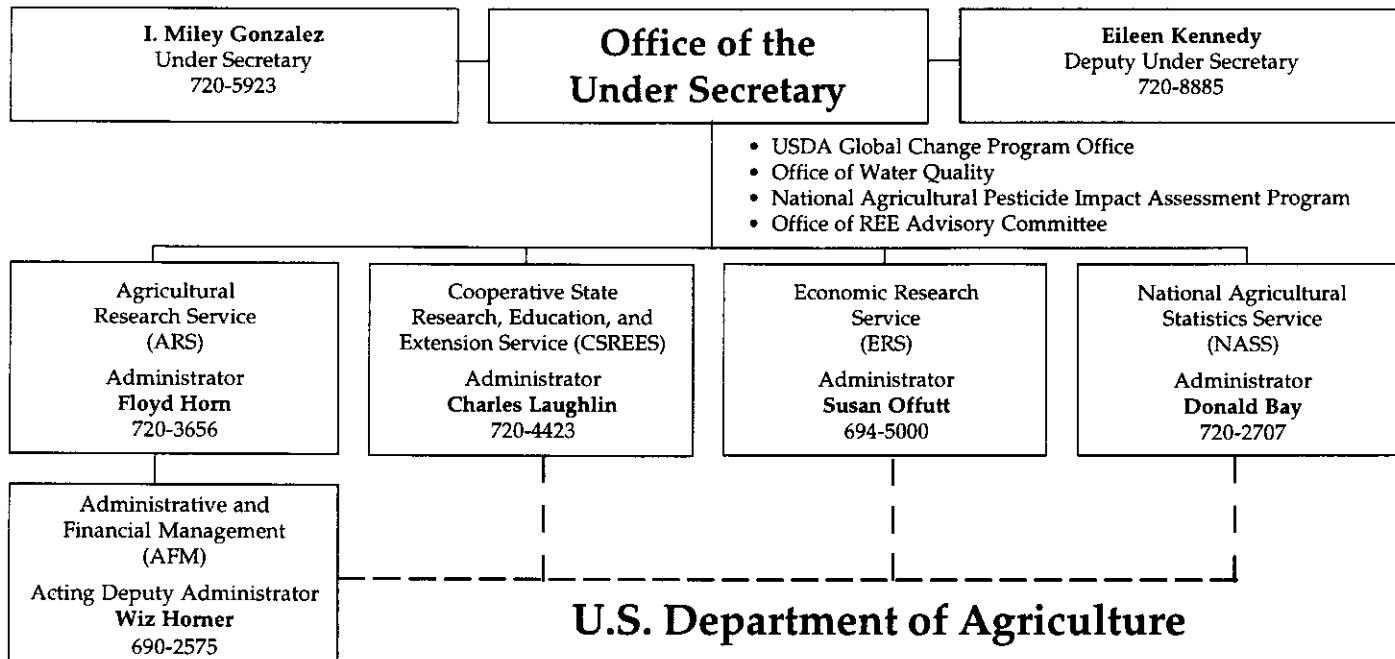 I. Miley Gonzalez
Under Secretary
720-5923
Office of the
Under Secretary
Eileen Kennedy
Deputy Under Secretary
720-8885
• USDA Global Change Program Office
• Office of Water Quality
• National Agricultural Pesticide Impact Assessment Program
• Office of REE Advisory Committee
Agricultural
Research Service
(ARS)
Administrator
Floyd Horn
720-3656
Cooperative State
Research, Education, and
Extension Service (CSREES)
Administrator
Charles Laughlin
720-4423
Economic Research
Service
(ERS)
Administrator
Susan Offutt
694-5000
National Agricultural
Statistics Service
(NASS)
Administrator
Donald Bay
720-2707
Administrative and
Financial Management
(AFM)
Acting Deputy Administrator
Wiz Horner
690-2575
U.S. Department of Agriculture